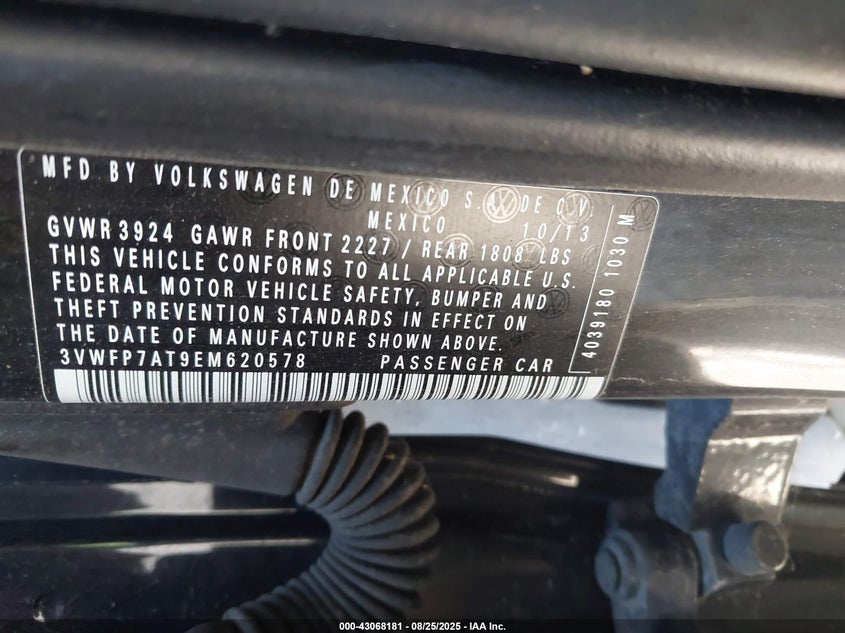 MFD BY VOLKSWAGEN DE MEXICO S.A. DE C.V.
MEXICO 10/13
GVWR 3924 GAWR FRONT 2227 / REAR 1808 LBS
THIS VEHICLE CONFORMS TO ALL APPLICABLE U.S.
FEDERAL MOTOR VEHICLE SAFETY, BUMPER AND
THEFT PREVENTION STANDARDS IN EFFECT ON
THE DATE OF MANUFACTURE SHOWN ABOVE.
3VWFP7AT9EM620578 PASSENGER CAR
4039180 1030 M
000-43068181 - 08/25/2025 - IAA Inc.